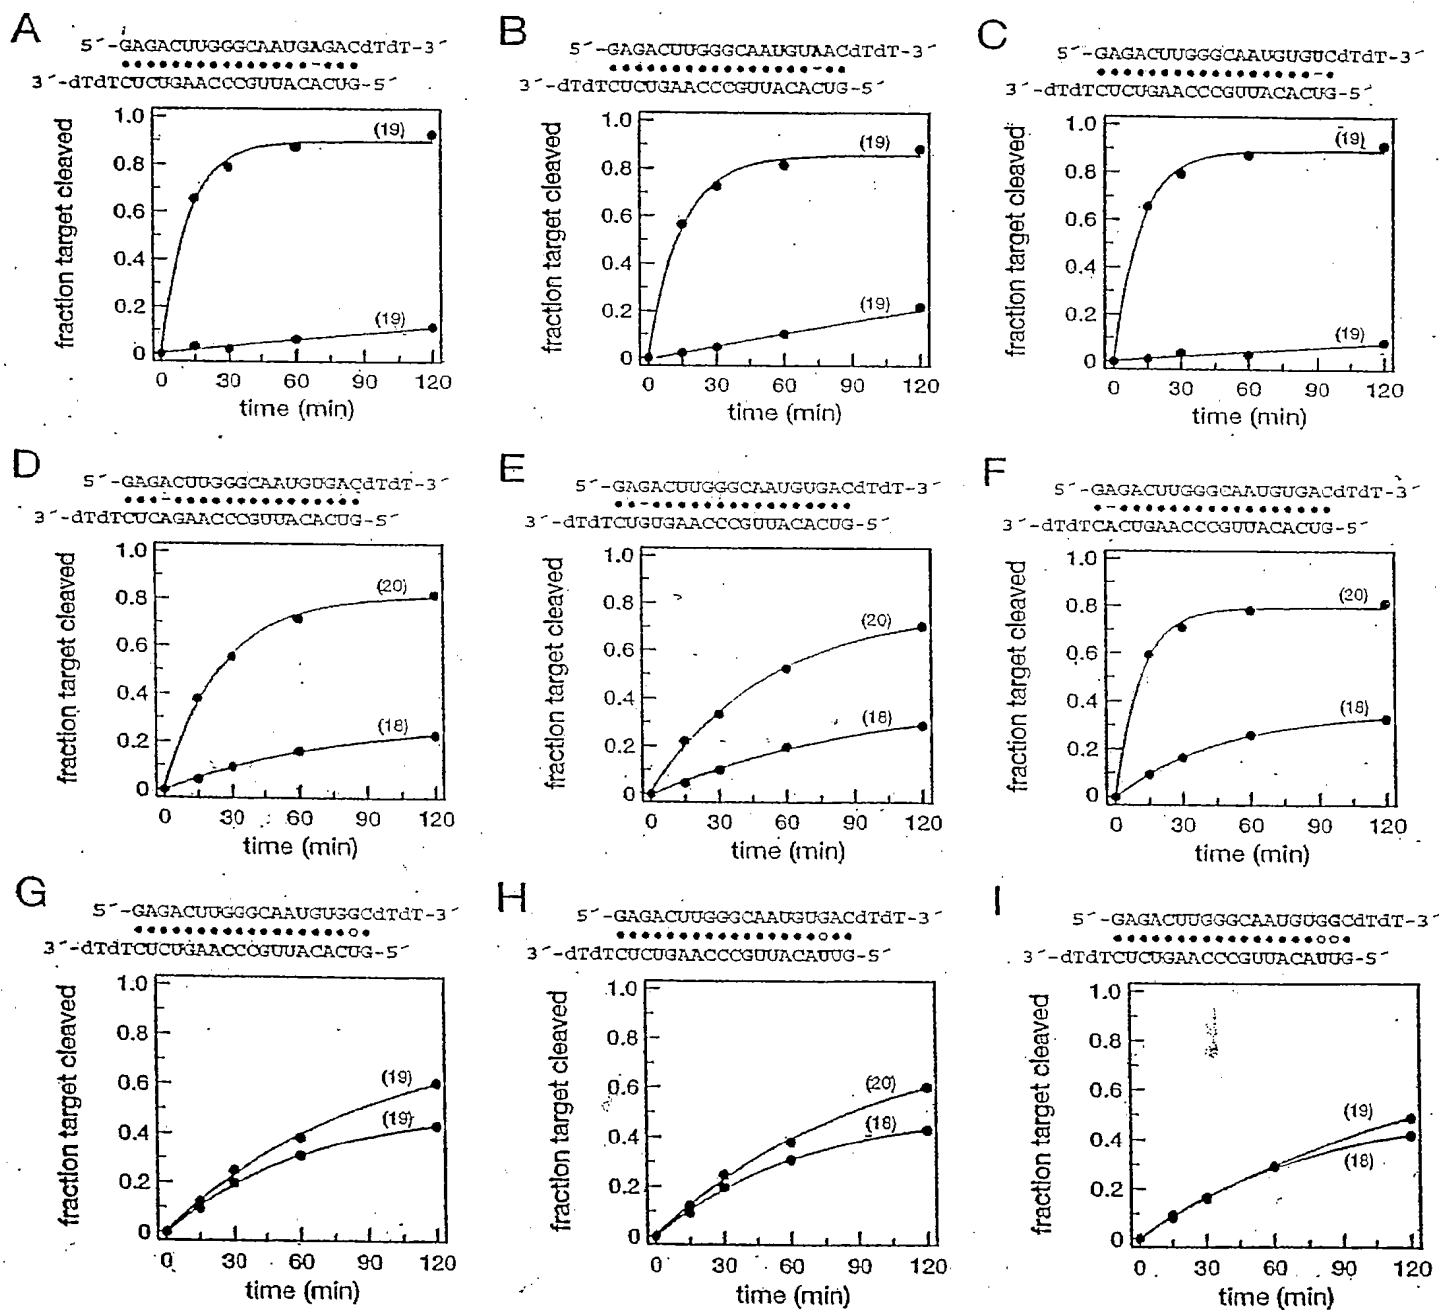 A
5´-GAGACUUGGGCAAUGAGACdTdT-3´
3´-dTdTCUCUGAACCCGUUACACUG-5´
fraction target cleaved
1.0
0.8
0.6
0.4
0.2
0
(19)
(19)
0 30 60 90 120
time (min)
B
5´-GAGACUUGGGCAAUGUAACdTdT-3´
3´-dTdTCUCUGAACCCGUUACACUG-5´
fraction target cleaved
1.0
0.8
0.6
0.4
0.2
0
(19)
(19)
0 30 60 90 120
time (min)
C
5´-GAGACUUGGGCAAUGUGUCdTdT-3´
3´-dTdTCUCUGAACCCGUUACACUG-5´
fraction target cleaved
1.0
0.8
0.6
0.4
0.2
0
(19)
(19)
0 30 60 90 120
time (min)
D
5´-GAGACUUGGGCAAUGUGACdTdT-3´
3´-dTdTCUCAGAACCCGUUACACUG-5´
fraction target cleaved
1.0
0.8
0.6
0.4
0.2
0
(20)
(18)
0 30 60 90 120
time (min)
E
5´-GAGACUUGGGCAAUGUGACdTdT-3´
3´-dTdTCUGUGAACCCGUUACACUG-5´
fraction target cleaved
1.0
0.8
0.6
0.4
0.2
0
(20)
(18)
0 30 60 90 120
time (min)
F
5´-GAGACUUGGGCAAUGUGACdTdT-3´
3´-dTdTCACUGAACCCGUUACACUG-5´
fraction target cleaved
1.0
0.8
0.6
0.4
0.2
0
(20)
(18)
0 30 60 90 120
time (min)
G
5´-GAGACUUGGGCAAUGUGGCdTdT-3´
3´-dTdTCUCUGAACCCGUUACACUG-5´
fraction target cleaved
1.0
0.8
0.6
0.4
0.2
0
(19)
(19)
0 30 60 90 120
time (min)
H
5´-GAGACUUGGGCAAUGUGACdTdT-3´
3´-dTdTCUCUGAACCCGUUACAUUG-5´
fraction target cleaved
1.0
0.8
0.6
0.4
0.2
0
(20)
(18)
0 30 60 90 120
time (min)
I
5´-GAGACUUGGGCAAUGUGGCdTdT-3´
3´-dTdTCUCUGAACCCGUUACAUUG-5´
fraction target cleaved
1.0
0.8
0.6
0.4
0.2
0
(19)
(18)
0 30 60 90 120
time (min)